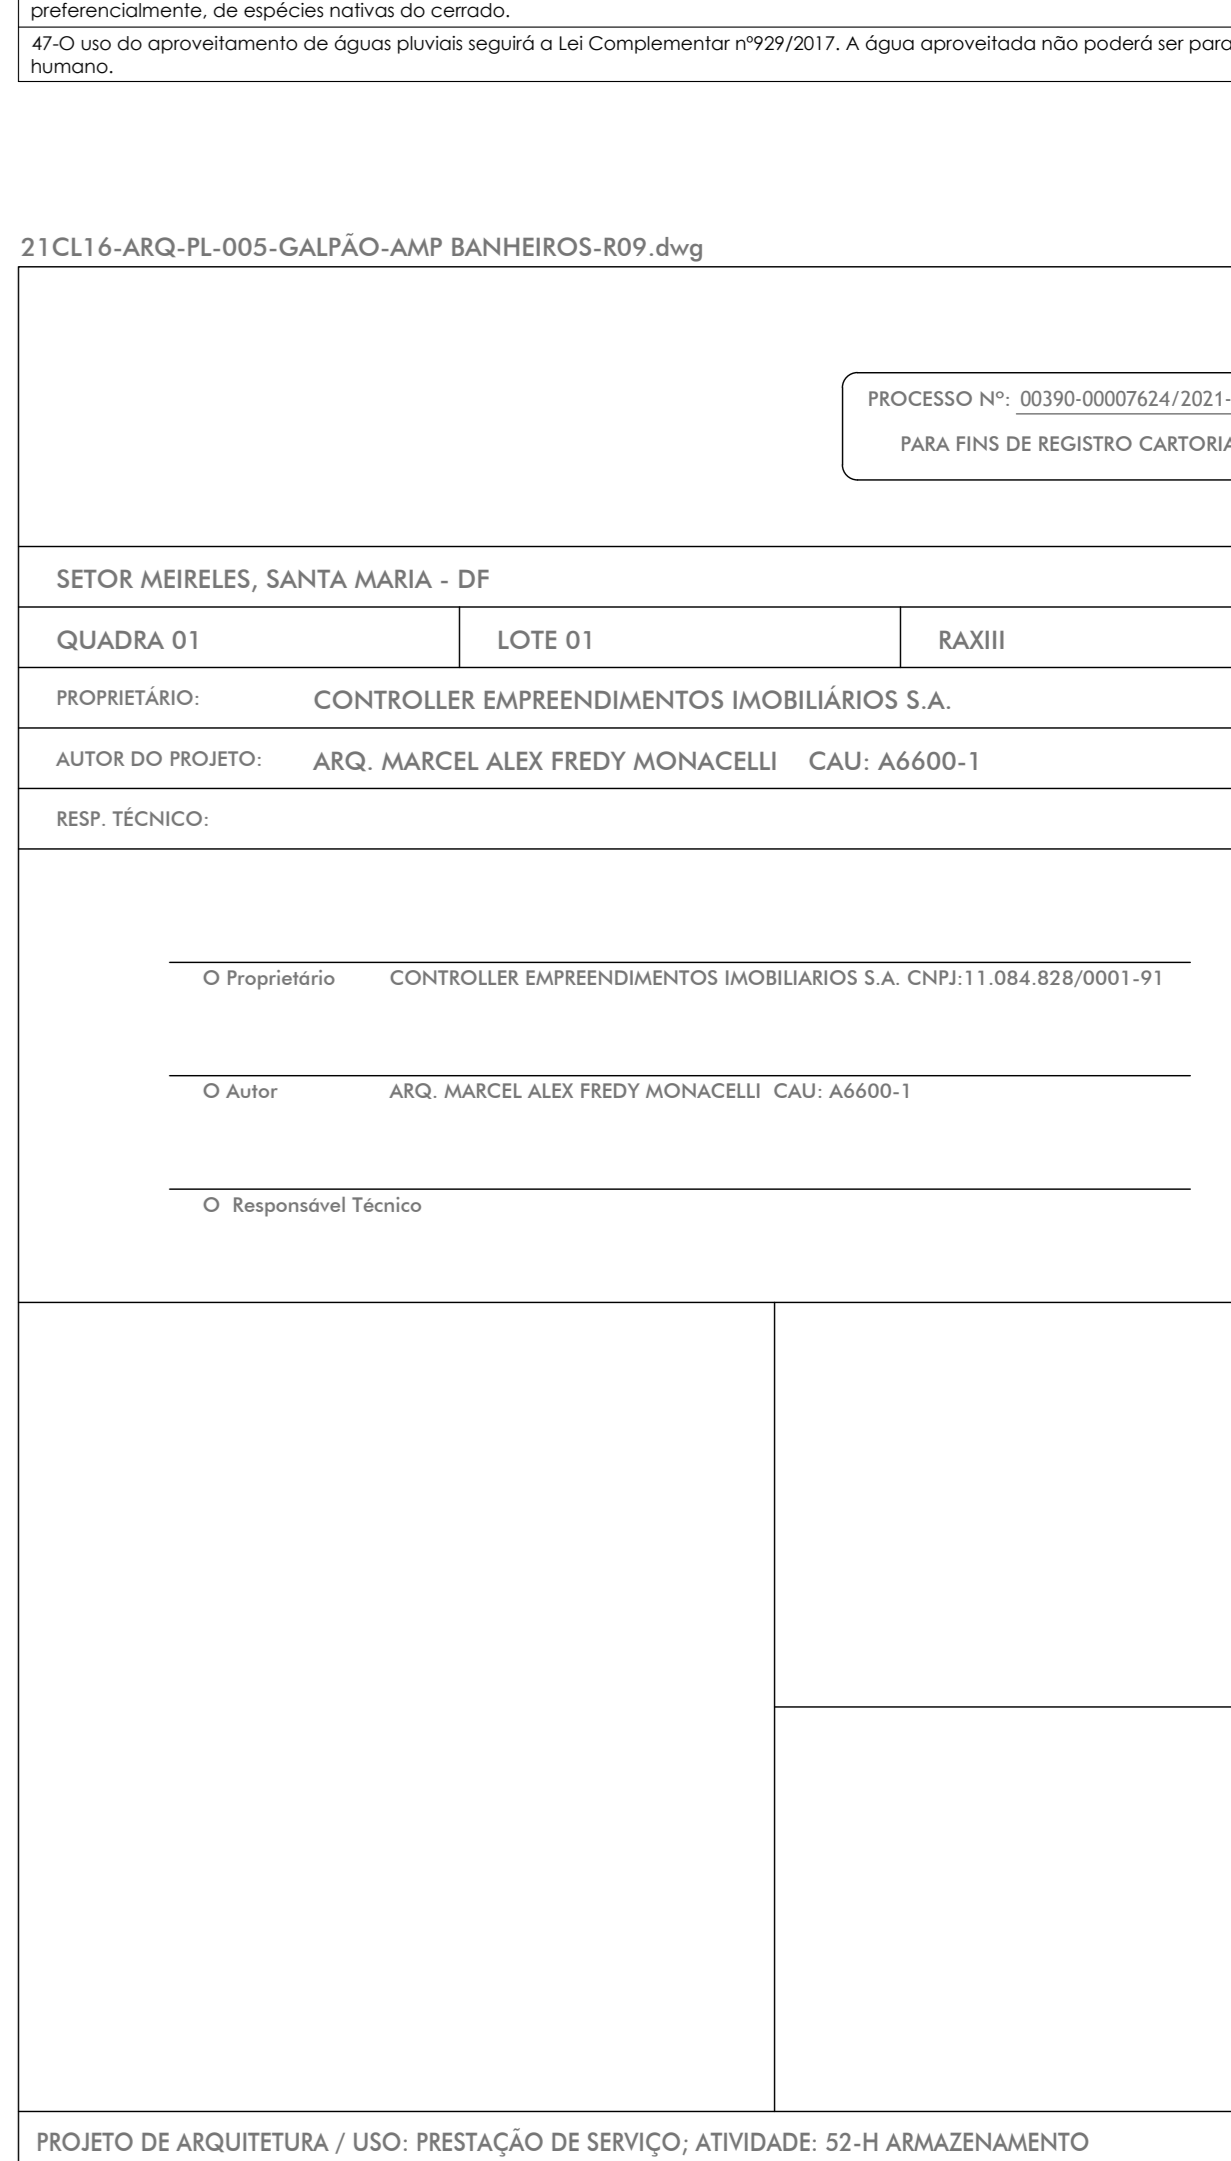 preferencialmente, de espécies nativas do cerrado.
47-O uso do aproveitamento de águas pluviais seguirá a Lei Complementar nº929/2017. A água aproveitada não poderá ser para
humano.
21CL16-ARQ-PL-005-GALPÃO-AMP BANHEIROS-R09.dwg
PROCESSO Nº: 00390-00007624/2021-
PARA FINS DE REGISTRO CARTORIA
SETOR MEIRELES, SANTA MARIA - DF
QUADRA 01 LOTE 01 RAXIII
PROPRIETÁRIO: CONTROLLER EMPREENDIMENTOS IMOBILIÁRIOS S.A.
AUTOR DO PROJETO: ARQ. MARCEL ALEX FREDY MONACELLI CAU: A6600-1
RESP. TÉCNICO:
O Proprietário CONTROLLER EMPREENDIMENTOS IMOBILIARIOS S.A. CNPJ:11.084.828/0001-91
O Autor ARQ. MARCEL ALEX FREDY MONACELLI CAU: A6600-1
O Responsável Técnico
PROJETO DE ARQUITETURA / USO: PRESTAÇÃO DE SERVIÇO; ATIVIDADE: 52-H ARMAZENAMENTO